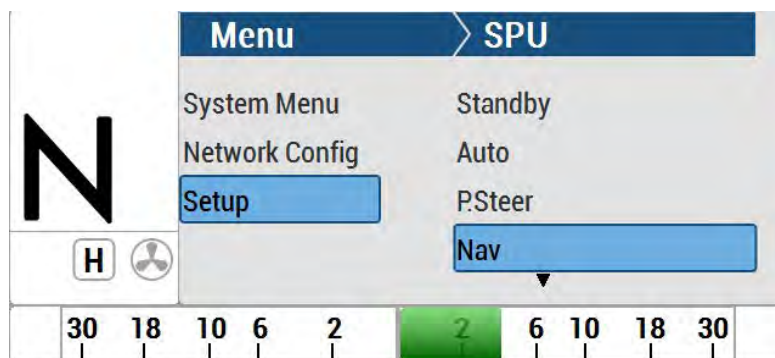 Menu
SPU
System Menu
Standby
Network Config
Auto
N
Setup
P.Steer
Nav
H
30 18 10 6 2 2 6 10 18 30